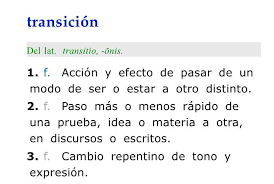 transición
Del lat. transitio, -ōnis.
1. f. Acción y efecto de pasar de un
modo de ser o estar a otro distinto.
2. f. Paso más o menos rápido de
una prueba, idea o materia a otra,
en discursos o escritos.
3. f. Cambio repentino de tono y
expresión.